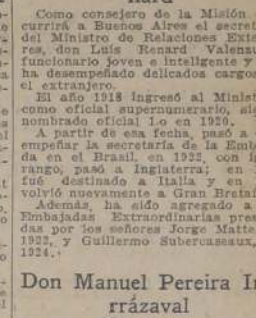 Como consejero de la Misión
currirá a Buenos Aires el secret
del Ministro de Relaciones Exte
res, don Luis Renard Valenzu
funcionario joven e inteligente y
ha desempeñado delicados cargos
el extranjero.
El año 1918 ingresó al Minist
como oficial supernumerario, sie
nombrado oficial 1.o en 1920.
A partir de esa fecha, pasó a
empeñar la secretaría de la Emb
da en el Brasil, en 1922, con ig
rango, pasó a Inglaterra; en
fué destinado a Italia y en
volvió nuevamente a Gran Bretañ
Además, ha sido agregado a
Embajadas Extraordinarias pres
das por los señores Jorge Matte
1922, y Guillermo Subercaseaux,
1924.
Don Manuel Pereira Ir
rrázaval